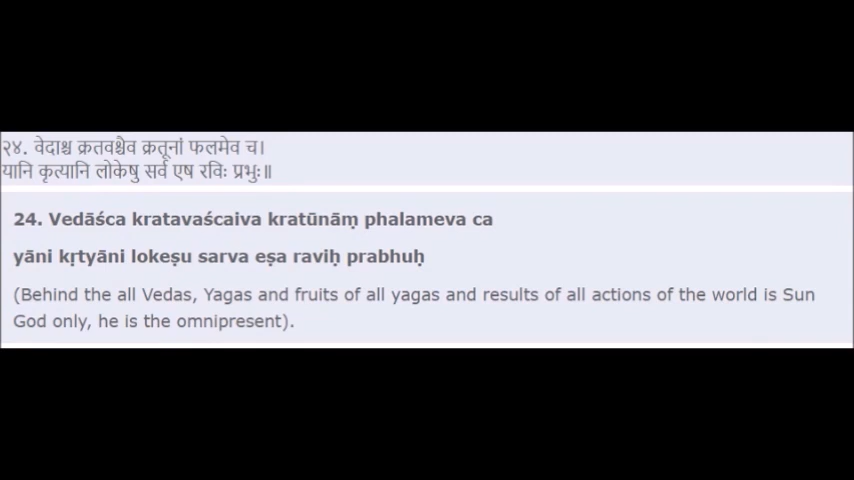 २४. वेदाश्च क्रतवश्चैव क्रतूनां फलमेव च।
यानि कृत्यानि लोकेषु सर्व एष रविः प्रभुः॥
24. Vedāśca kratavaścaiva kratūnāṃ phalameva ca
yāni kṛtyāni lokeṣu sarva eṣa raviḥ prabhuḥ
(Behind the all Vedas, Yagas and fruits of all yagas and results of all actions of the world is Sun
God only, he is the omnipresent).